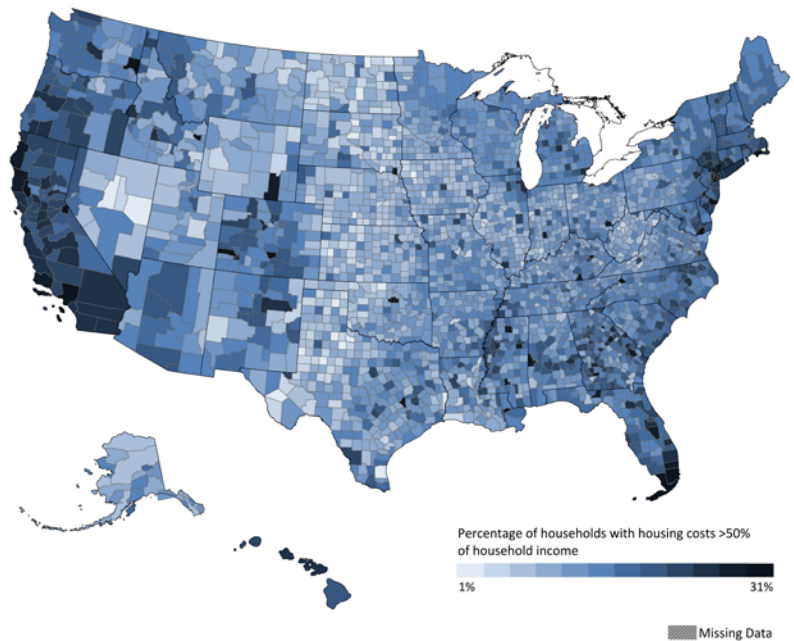 Percentage of households with housing costs >50%
of household income
1%
31%
Missing Data